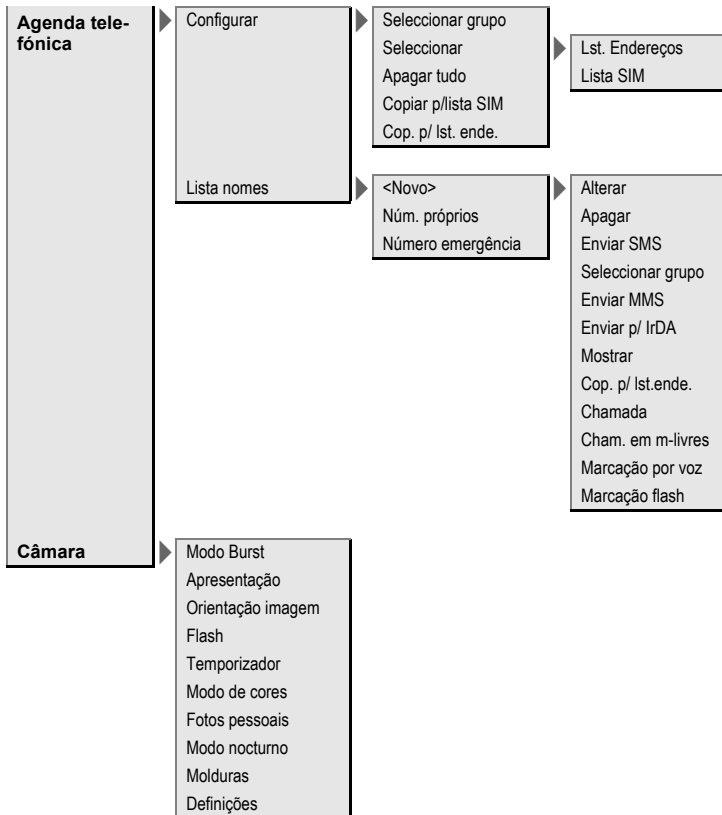 Agenda tele-
fónica
Configurar
Seleccionar grupo
Seleccionar
Apagar tudo
Copiar p/lista SIM
Cop. p/ lst. ende.
Lst. Endereços
Lista SIM
Lista nomes
<Novo>
Núm. próprios
Número emergência
Alterar
Apagar
Enviar SMS
Seleccionar grupo
Enviar MMS
Enviar p/ IrDA
Mostrar
Cop. p/ lst.ende.
Chamada
Cham. em m-livres
Marcação por voz
Marcação flash
Câmara
Modo Burst
Apresentação
Orientação imagem
Flash
Temporizador
Modo de cores
Fotos pessoais
Modo nocturno
Molduras
Definições